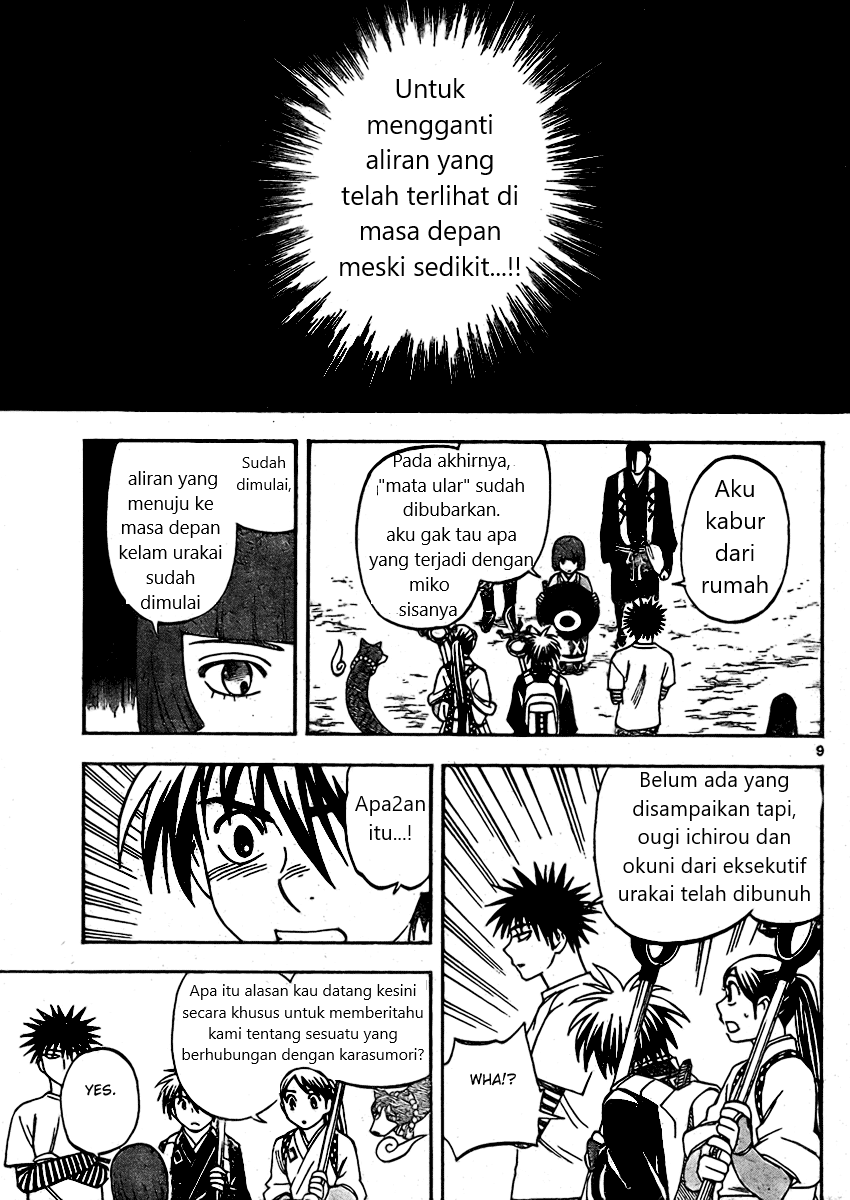 Untuk
mengganti
aliran yang
telah terlihat di
masa depan
meski sedikit...!!
Aku
kabur
dari
rumah
Pada akhirnya,
"mata ular" sudah
dibubarkan.
aku gak tau apa
yang terjadi dengan
miko
sisanya
Sudah
dimulai,
aliran yang
menuju ke
masa depan
kelam urakai
sudah
dimulai
9
Belum ada yang
disampaikan tapi,
ougi ichirou dan
okuni dari eksekutif
urakai telah dibunuh
WHA!?
Apa2an
itu...!
Apa itu alasan kau datang kesini
secara khusus untuk memberitahu
kami tentang sesuatu yang
berhubungan dengan karasumori?
YES.